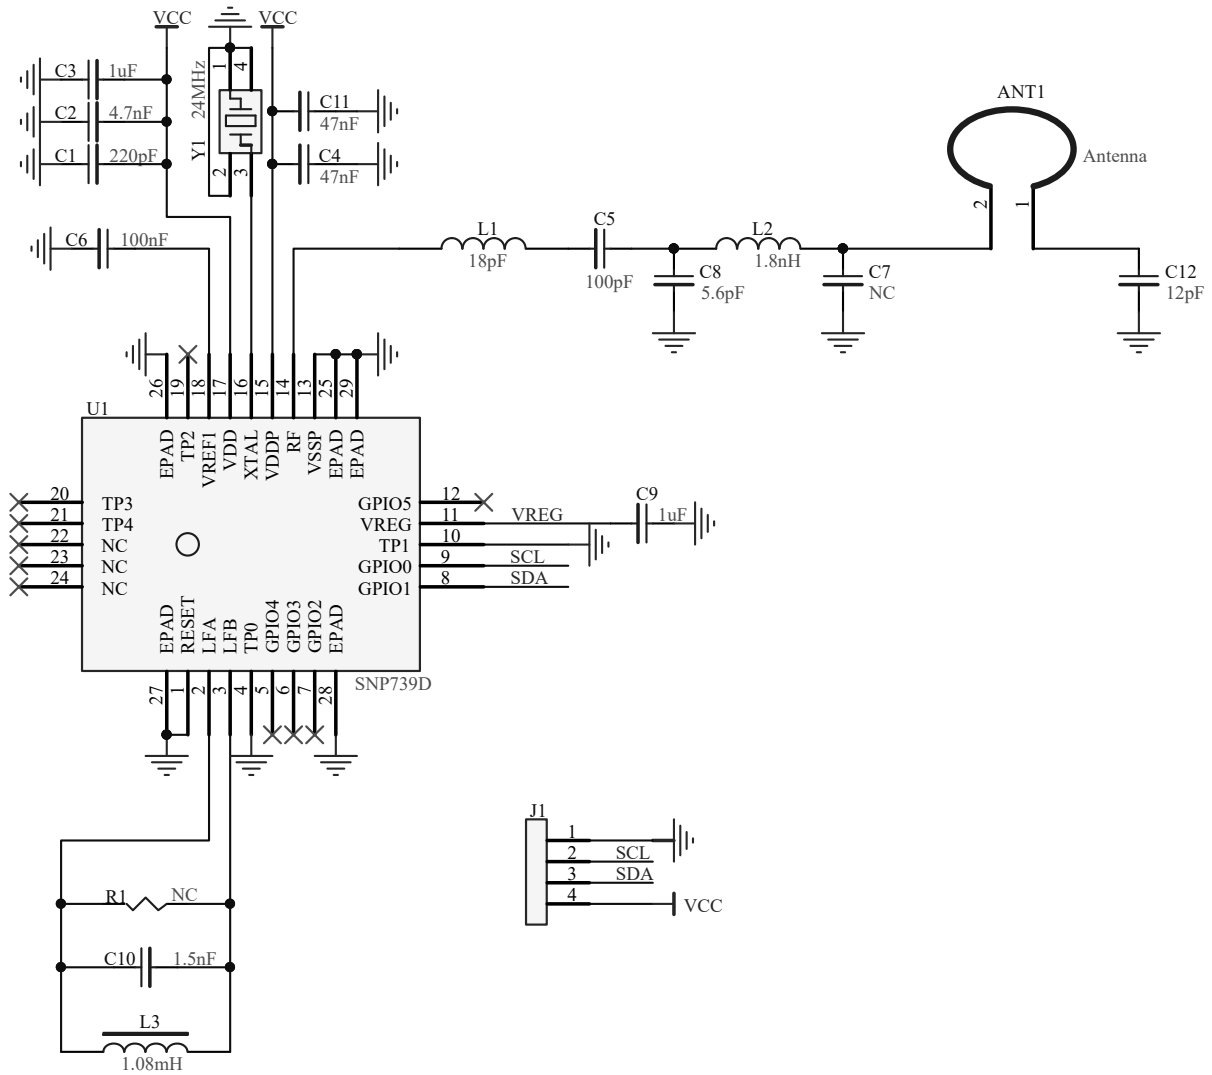 VCC
VCC
C3
1uF
C2
4.7nF
C1
220pF
1
4
24MHz
Y1
2
3
C11
47nF
C4
47nF
C6
100nF
L1
18pF
C5
100pF
C8
5.6pF
L2
1.8nH
C7
NC
ANT1
Antenna
2
1
C12
12pF
26
19
18
17
16
15
14
13
25
29
U1
EPAD
TP2
VREF1
VDD
XTAL
VDDP
RF
VSSP
EPAD
EPAD
20
TP3
21
TP4
22
NC
23
NC
24
NC
GPIO5
12
VREG
11
VREG
C9
1uF
TP1
10
GPIO0
9
SCL
GPIO1
8
SDA
EPAD
RESET
LFA
LFB
TP0
GPIO4
GPIO3
GPIO2
EPAD
SNP739D
27
1
2
3
4
5
6
7
28
R1
NC
C10
1.5nF
L3
1.08mH
J1
1
2
SCL
3
SDA
4
VCC